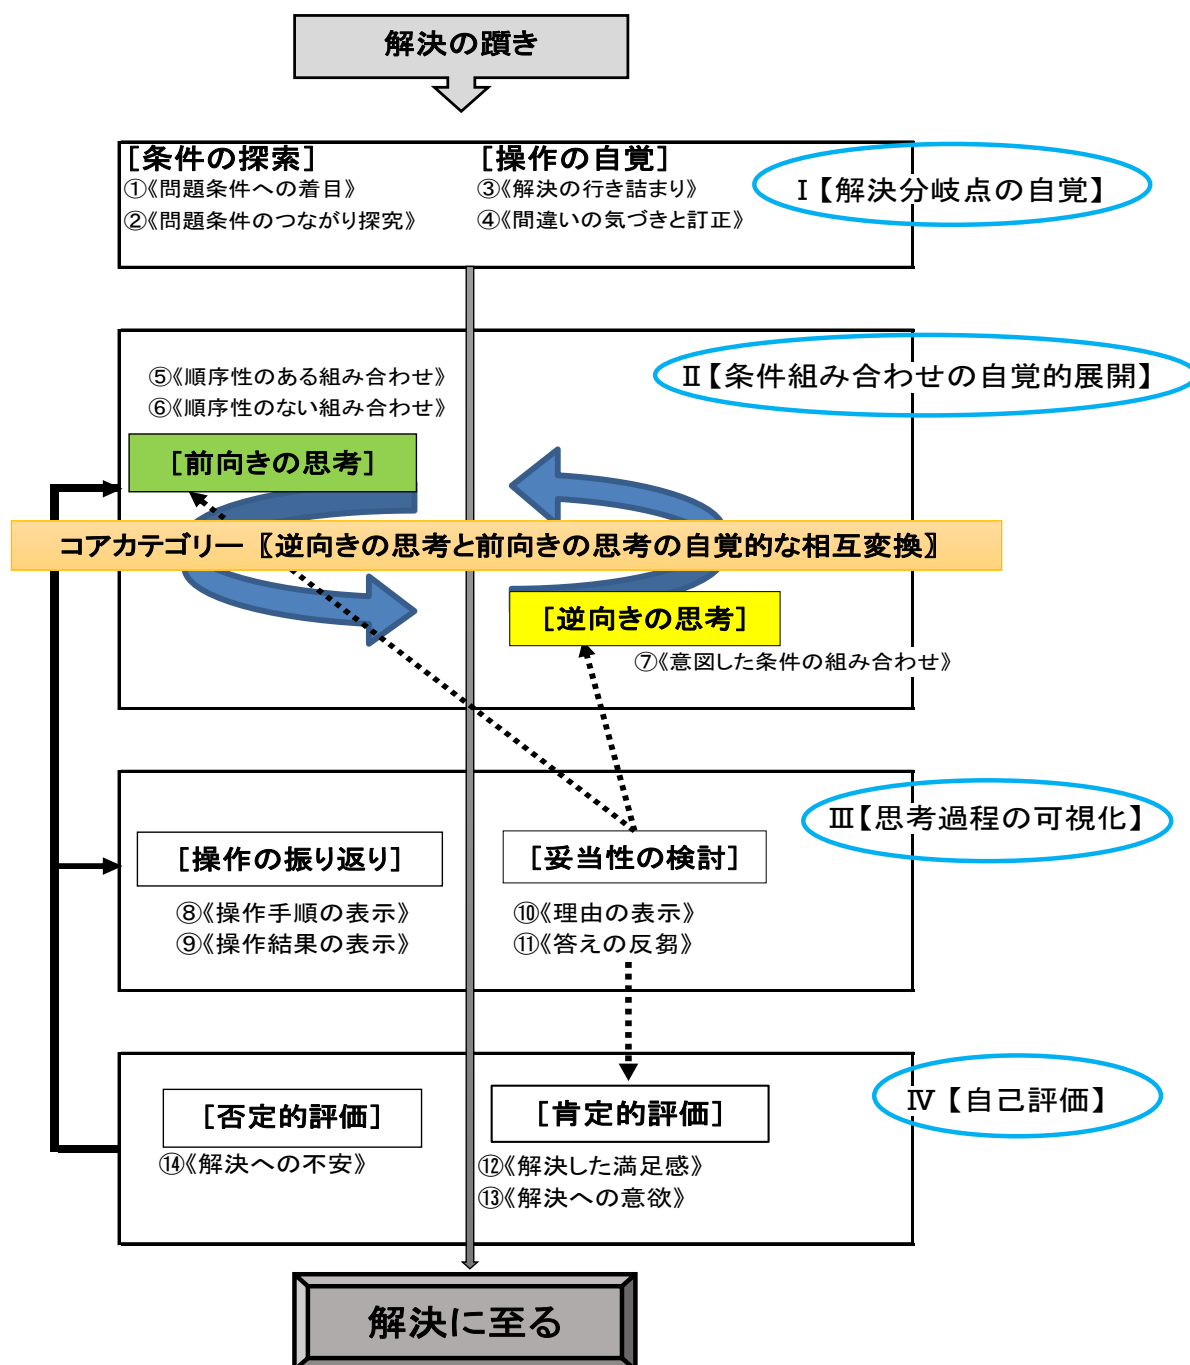 解決の躓き
[条件の探索]
①《問題条件への着目》
②《問題条件のつながり探究》
[操作の自覚]
③《解決の行き詰まり》
④《間違いの気づきと訂正》
Ⅰ【解決分岐点の自覚】
Ⅱ【条件組み合わせの自覚的展開】
⑤《順序性のある組み合わせ》
⑥《順序性のない組み合わせ》
[前向きの思考]
コアカテゴリー〖逆向きの思考と前向きの思考の自覚的な相互変換〗
[逆向きの思考]
⑦《意図した条件の組み合わせ》
Ⅲ【思考過程の可視化】
[操作の振り返り]
⑧《操作手順の表示》
⑨《操作結果の表示》
[妥当性の検討]
⑩《理由の表示》
⑪《答えの反芻》
Ⅳ【自己評価】
[否定的評価]
⑭《解決への不安》
[肯定的評価]
⑫《解決した満足感》
⑬《解決への意欲》
解決に至る